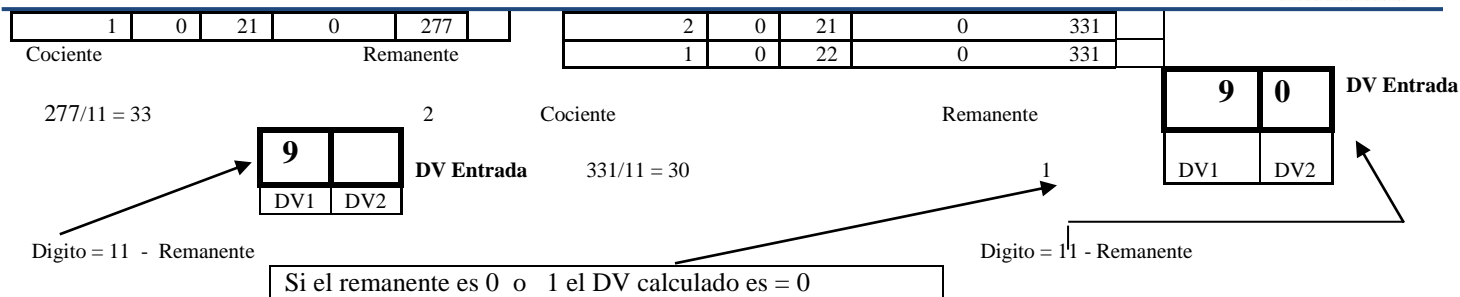 1 0 21 0 277
2 0 21 0 331
Cociente Remanente
1 0 22 0 331
9 0 DV Entrada
277/11 = 33 2 Cociente Remanente
9 DV Entrada 331/11 = 30 1 DV1 DV2
DV1 DV2
Digito = 11 - Remanente Digito = 11 - Remanente
Si el remanente es 0 o 1 el DV calculado es = 0